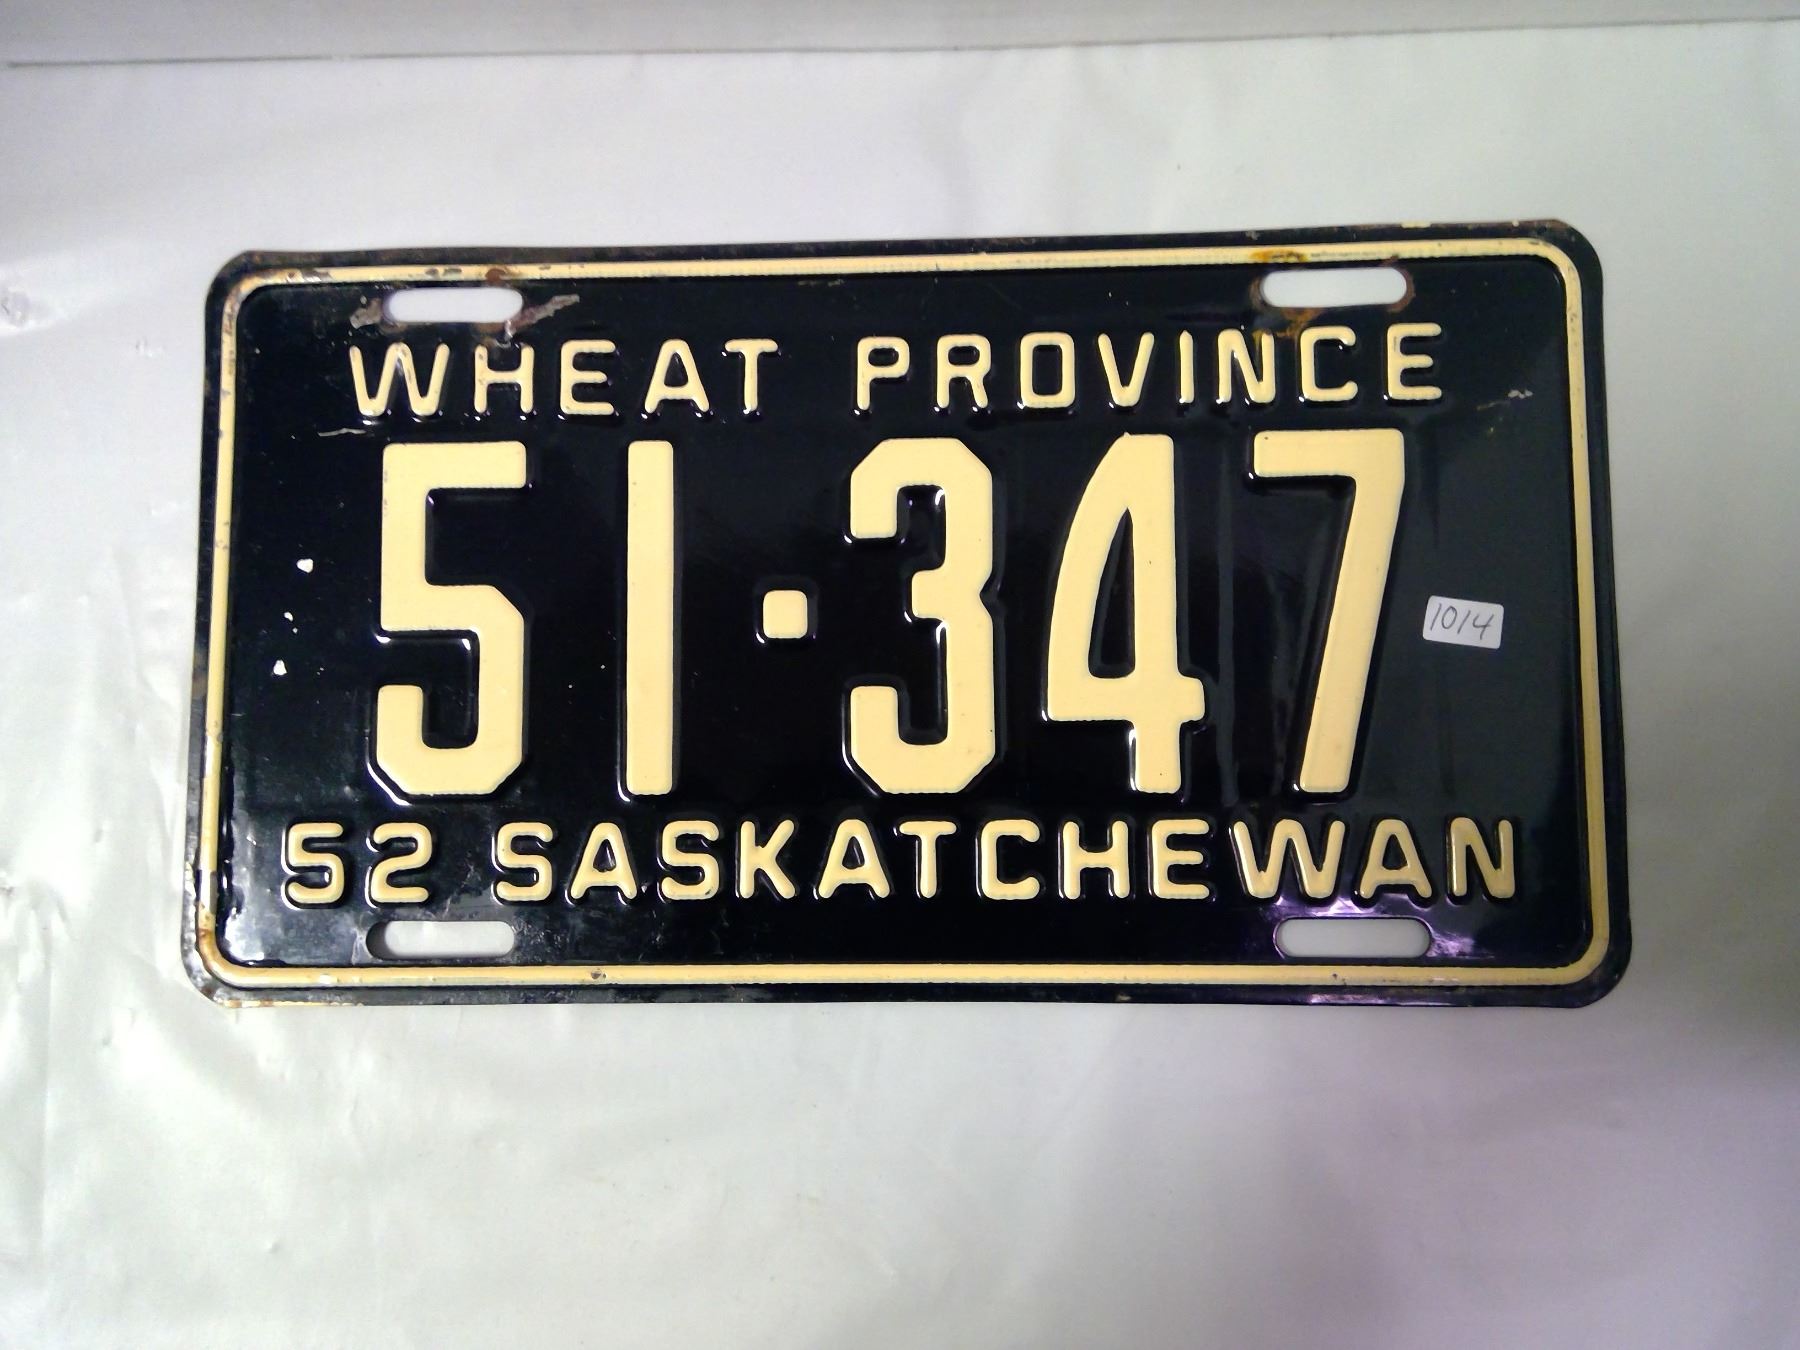 WHEAT PROVINCE
51·347
1014
52 SASKATCHEWAN